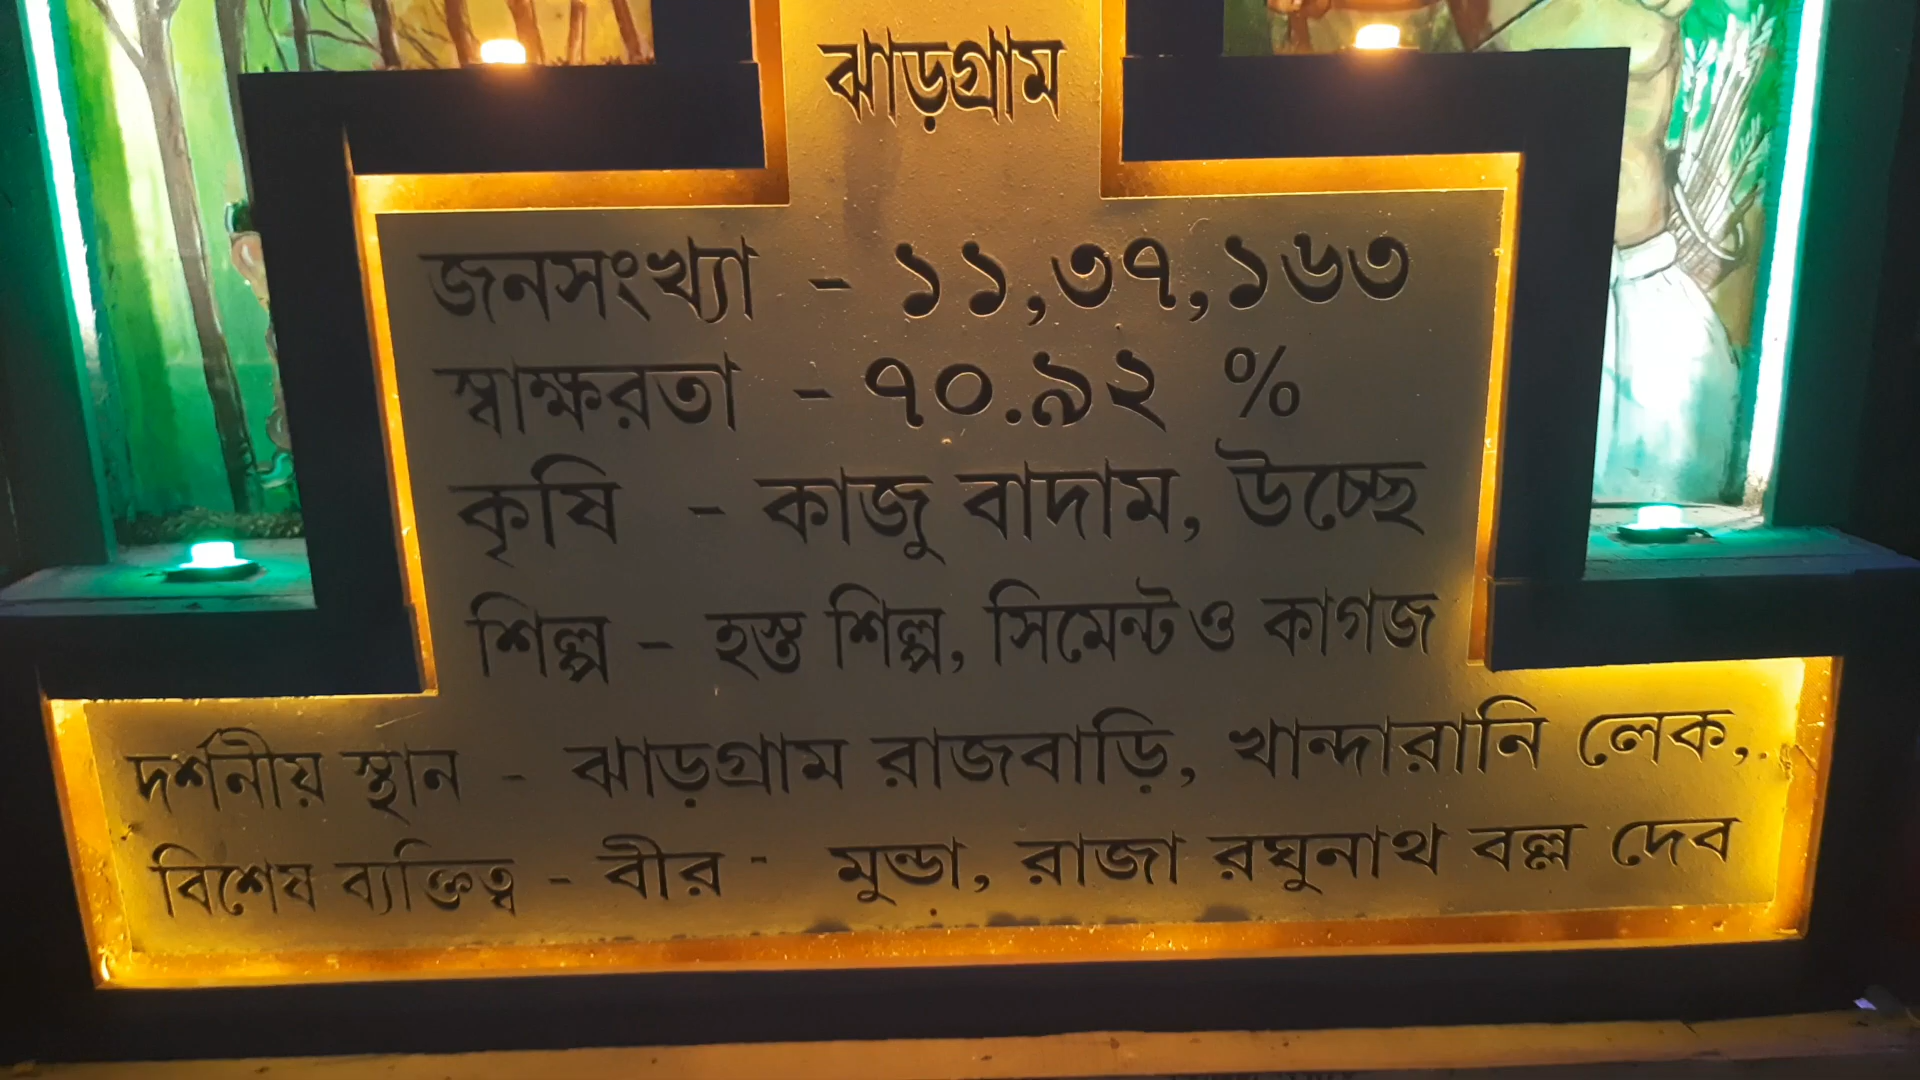 ঝাড়গ্রাম
জনসংখ্যা - ১১,৩৭,১৬৩
স্বাক্ষরতা - ৭০.৯২ %
কৃষি - কাজু বাদাম, উচ্ছে
শিল্প - হস্ত শিল্প, সিমেন্ট ও কাগজ
দর্শনীয় স্থান - ঝাড়গ্রাম রাজবাড়ি, খান্দারানি লেক,.
বিশেষ ব্যক্তিত্ব - বীর - মুন্ডা, রাজা রঘুনাথ বল্ল দেব